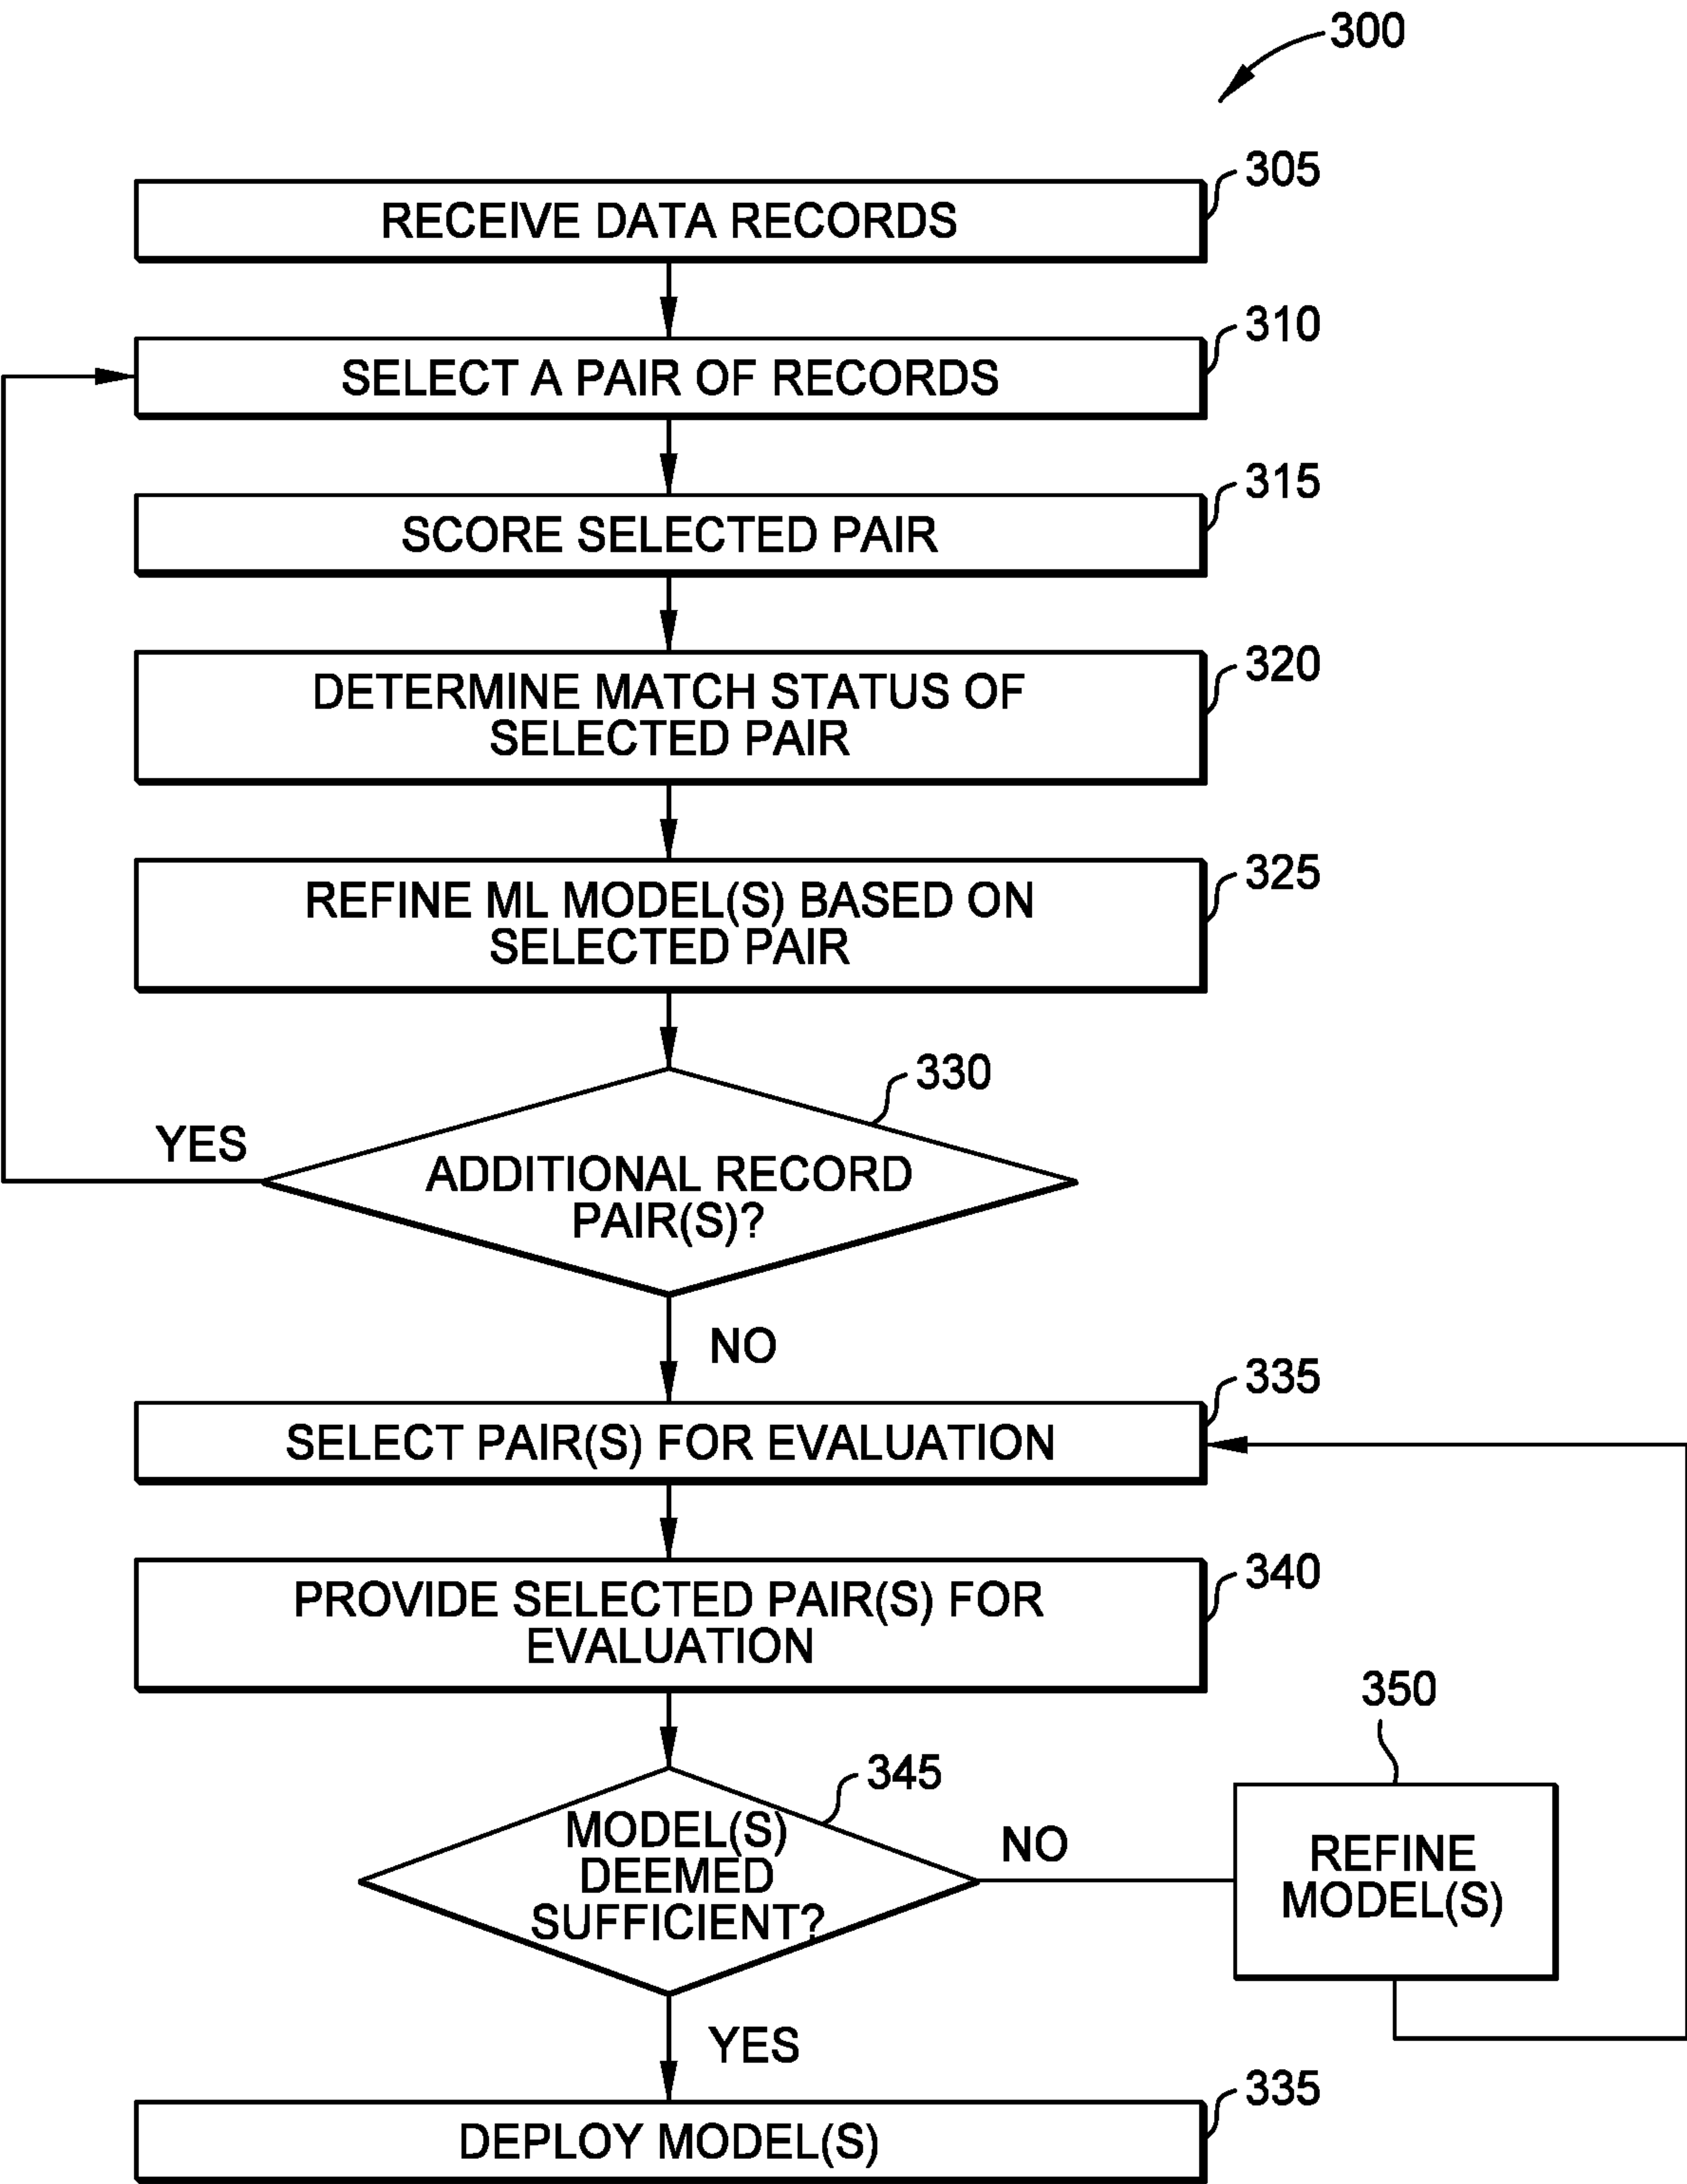 300
305
RECEIVE DATA RECORDS
310
SELECT A PAIR OF RECORDS
315
SCORE SELECTED PAIR
320
DETERMINE MATCH STATUS OF
SELECTED PAIR
325
REFINE ML MODEL(S) BASED ON
SELECTED PAIR
330
YES
ADDITIONAL RECORD
PAIR(S)?
NO
335
SELECT PAIR(S) FOR EVALUATION
340
PROVIDE SELECTED PAIR(S) FOR
EVALUATION
345
MODEL(S)
DEEMED
SUFFICIENT?
NO
350
REFINE
MODEL(S)
YES
335
DEPLOY MODEL(S)